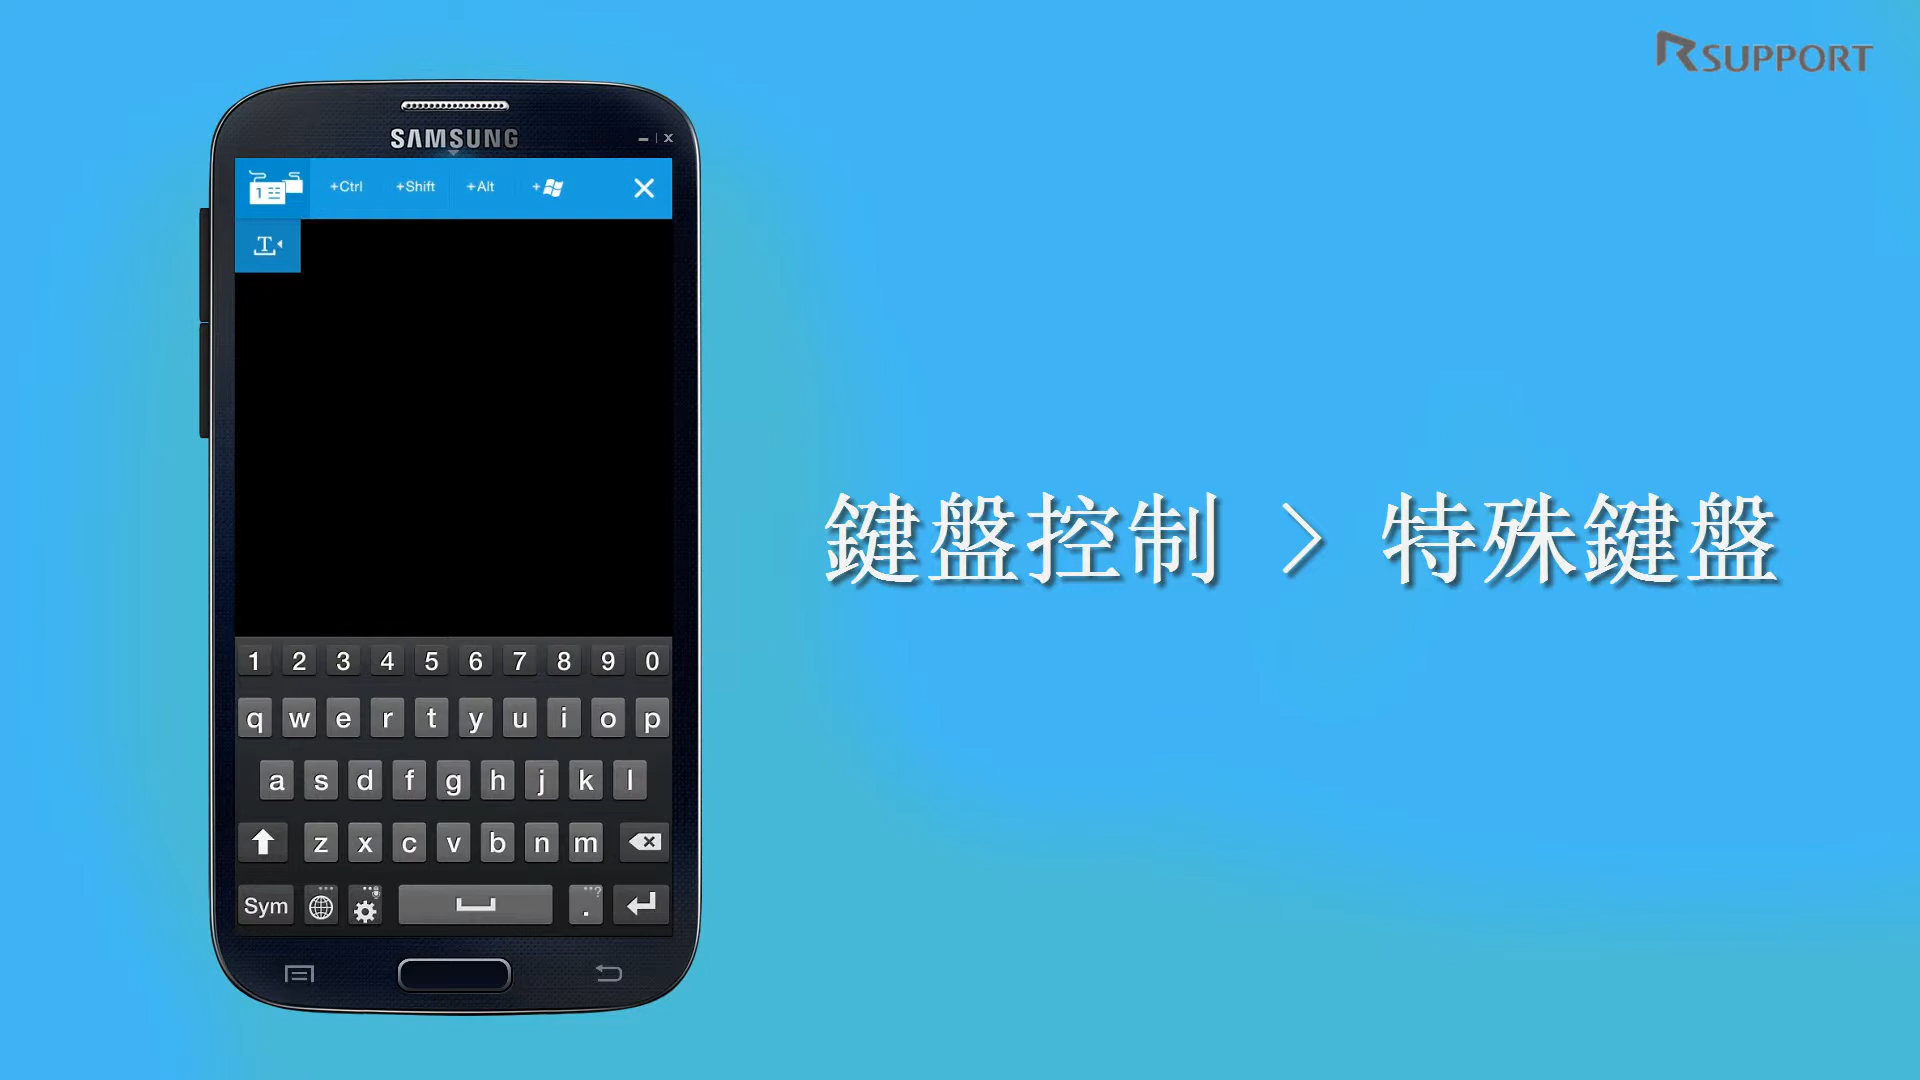 RSUPPORT
SAMSUNG
1 +Ctrl +Shift +Alt +
T
鍵盤控制 > 特殊鍵盤
1 2 3 4 5 6 7 8 9 0
q w e r t y u i o p
a s d f g h j k l
z x c v b n m
Sym . ?